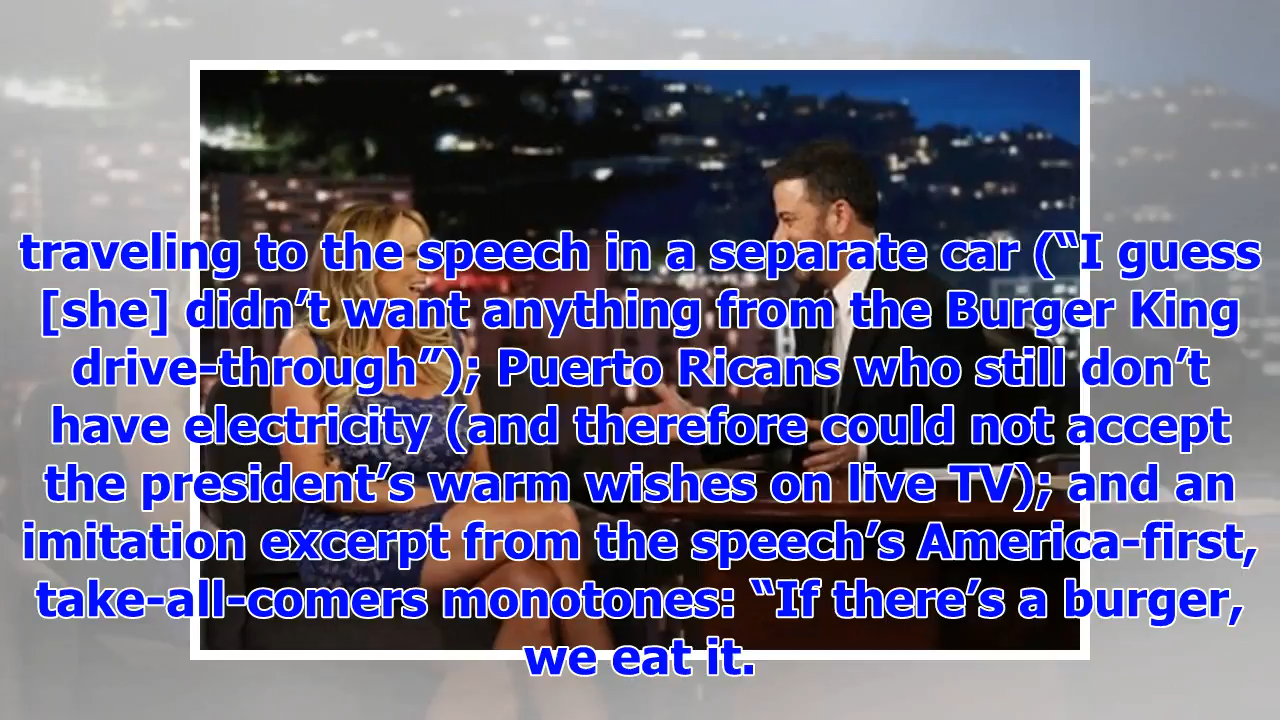 traveling to the speech in a separate car (“I guess
[she] didn’t want anything from the Burger King
drive-through”); Puerto Ricans who still don’t
have electricity (and therefore could not accept
the president’s warm wishes on live TV); and an
imitation excerpt from the speech’s America-first,
take-all-comers monotones: “If there’s a burger,
we eat it.